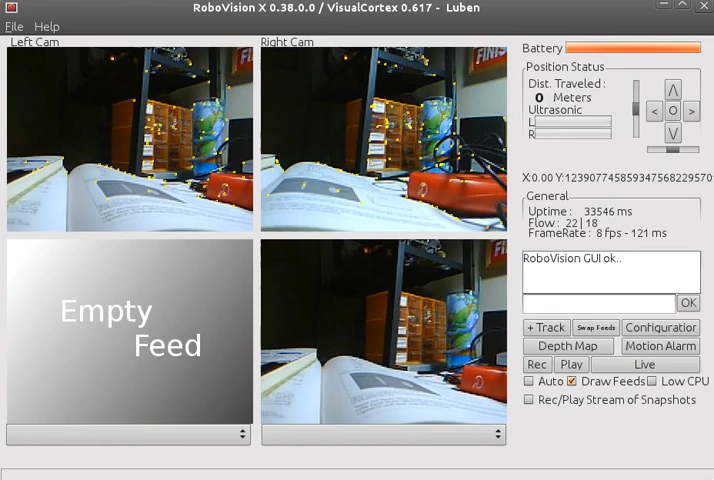 RoboVision X 0.38.0.0 / VisualCortex 0.617 - Luben
File Help
Left Cam
Right Cam
FINIS
Empty
Feed
Battery
Position Status
Dist. Traveled :
0 Meters
Ultrasonic
L
R
/\
< O >
\/
X:0.00 Y:1239077458593475682295709
General
Uptime : 33546 ms
Flow : 22 | 18
FrameRate : 8 fps - 121 ms
RoboVision GUI ok..
OK
+ Track Swap Feeds Configuration
Depth Map Motion Alarm
Rec Play Live
Auto Draw Feeds Low CPU
Rec/Play Stream of Snapshots